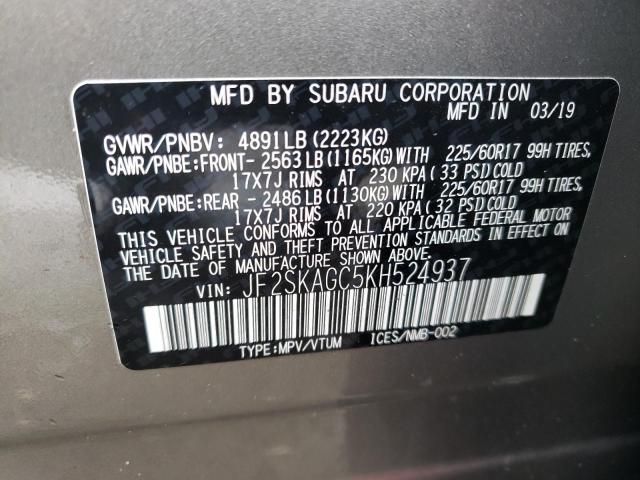 MFD BY SUBARU CORPORATION
MFD IN 03/19
GVWR/PNBV: 4891LB (2223KG)
GAWR/PNBE:FRONT-2563LB(1165KG)WITH 225/60R17 99H TIRES,
17X7J RIMS AT 230 KPA(33 PSI)COLD
GAWR/PNBE:REAR -2486LB(1130KG)WITH 225/60R17 99H TIRES,
17X7J RIMS AT 220 KPA(32 PSI)COLD
THIS VEHICLE CONFORMS TO ALL APPLICABLE FEDERAL MOTOR
VEHICLE SAFETY AND THEFT PREVENTION STANDARDS IN EFFECT ON
THE DATE OF MANUFACTURE SHOWN ABOVE.
VIN: JF2SKAGC5KH524937
TYPE:MPV/VTUM ICES/NMB-002